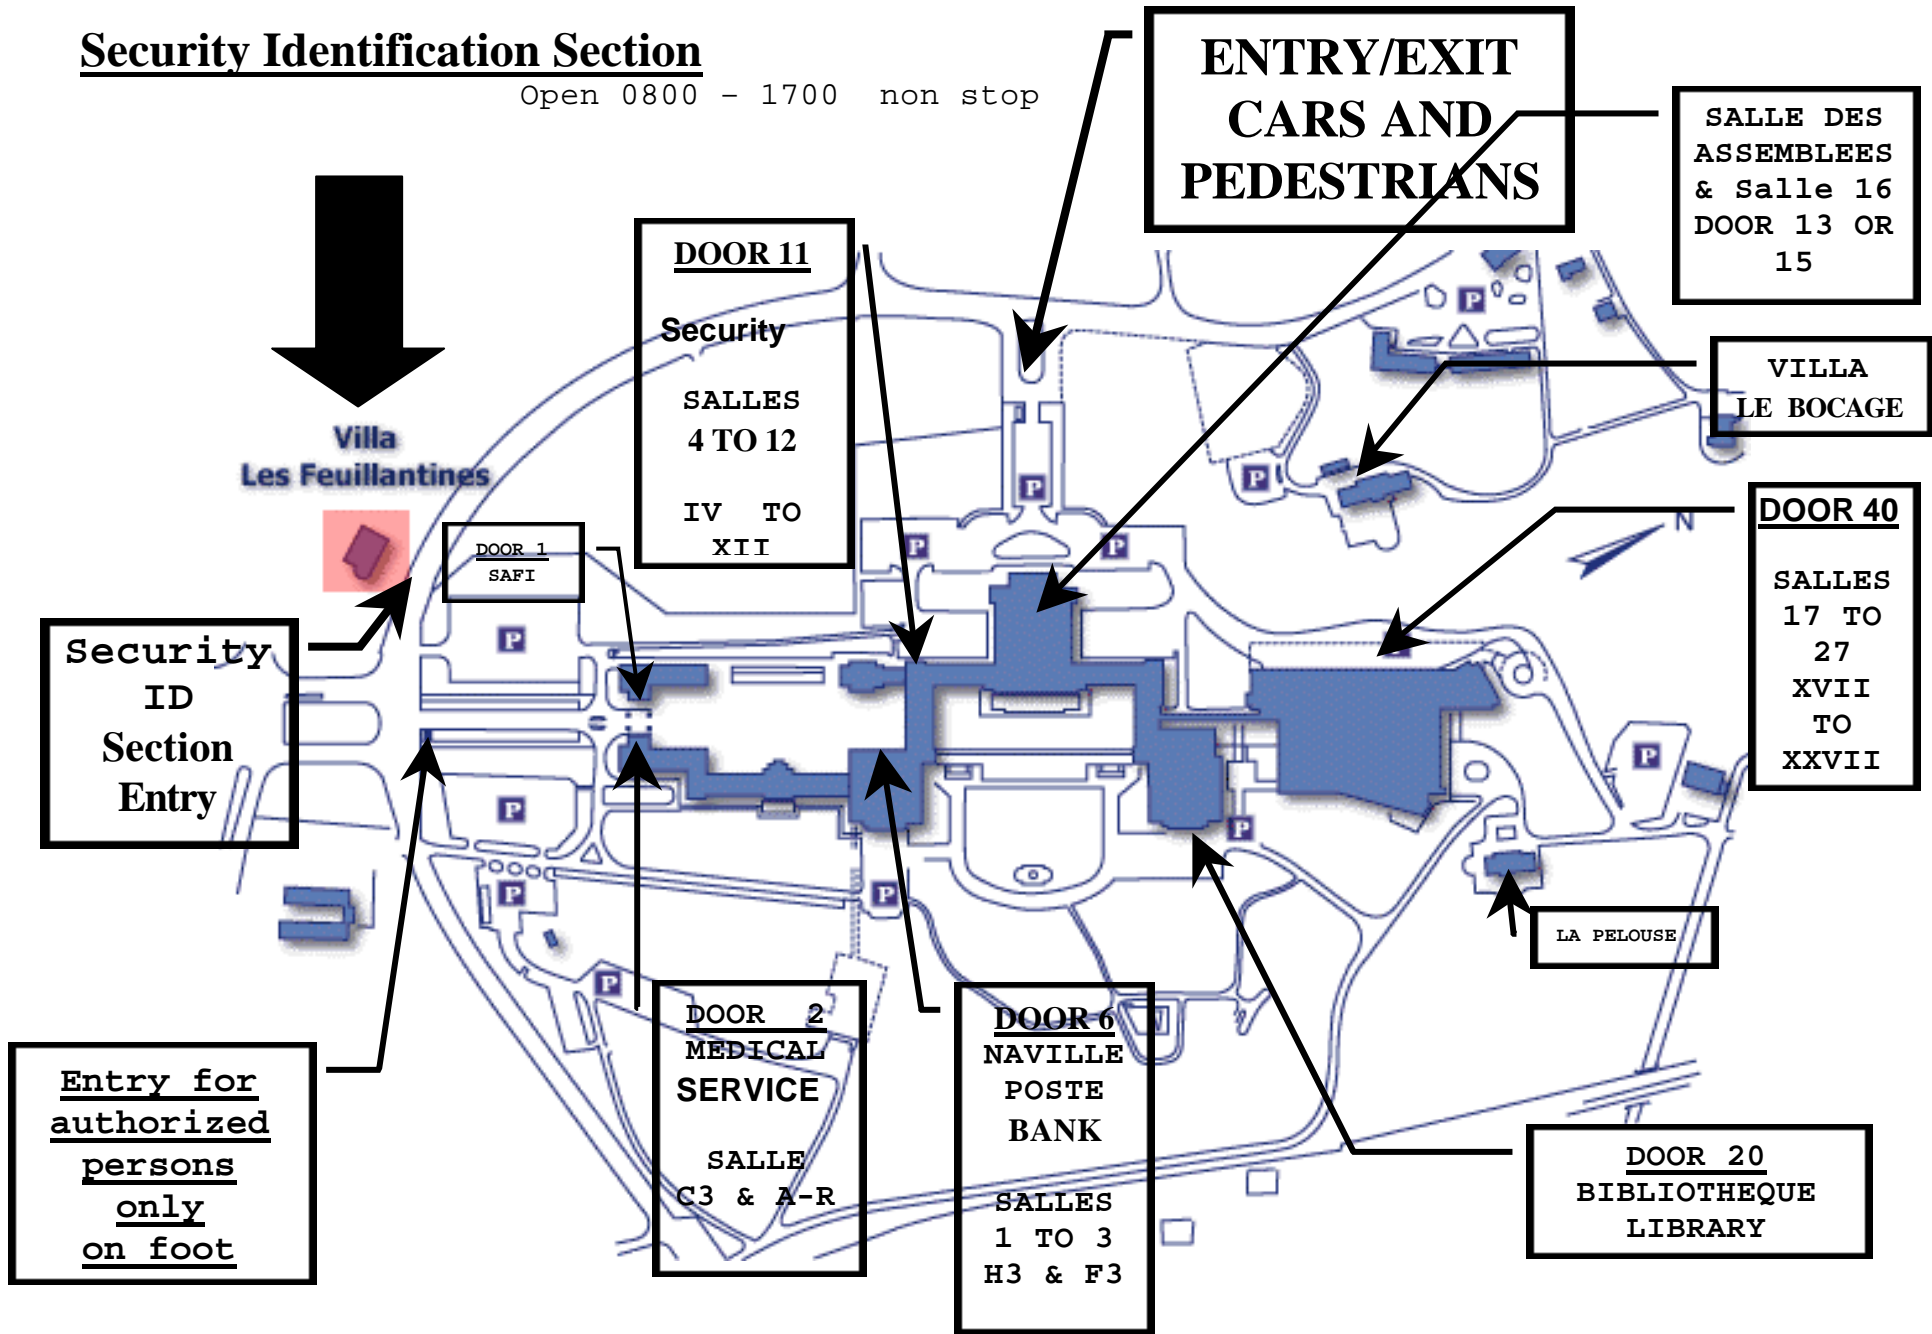 Security Identification Section
Open 0800 – 1700 non stop
ENTRY/EXIT
CARS AND
PEDESTRIANS
SALLE DES
ASSEMBLEES
& Salle 16
DOOR 13 OR
15
DOOR 11
Security
SALLES
4 TO 12
IV TO
XII
VILLA
LE BOCAGE
Villa
Les Feuillantines
DOOR 1
SAFI
DOOR 40
SALLES
17 TO
27
XVII
TO
XXVII
N
Security
ID
Section
Entry
P
P
P
P
P
P
P
P
P
P
P
P
P
P
LA PELOUSE
Entry for
authorized
persons
only
on foot
DOOR 2
MEDICAL
SERVICE
SALLE
C3 & A-R
DOOR 6
NAVILLE
POSTE
BANK
SALLES
1 TO 3
H3 & F3
DOOR 20
BIBLIOTHEQUE
LIBRARY